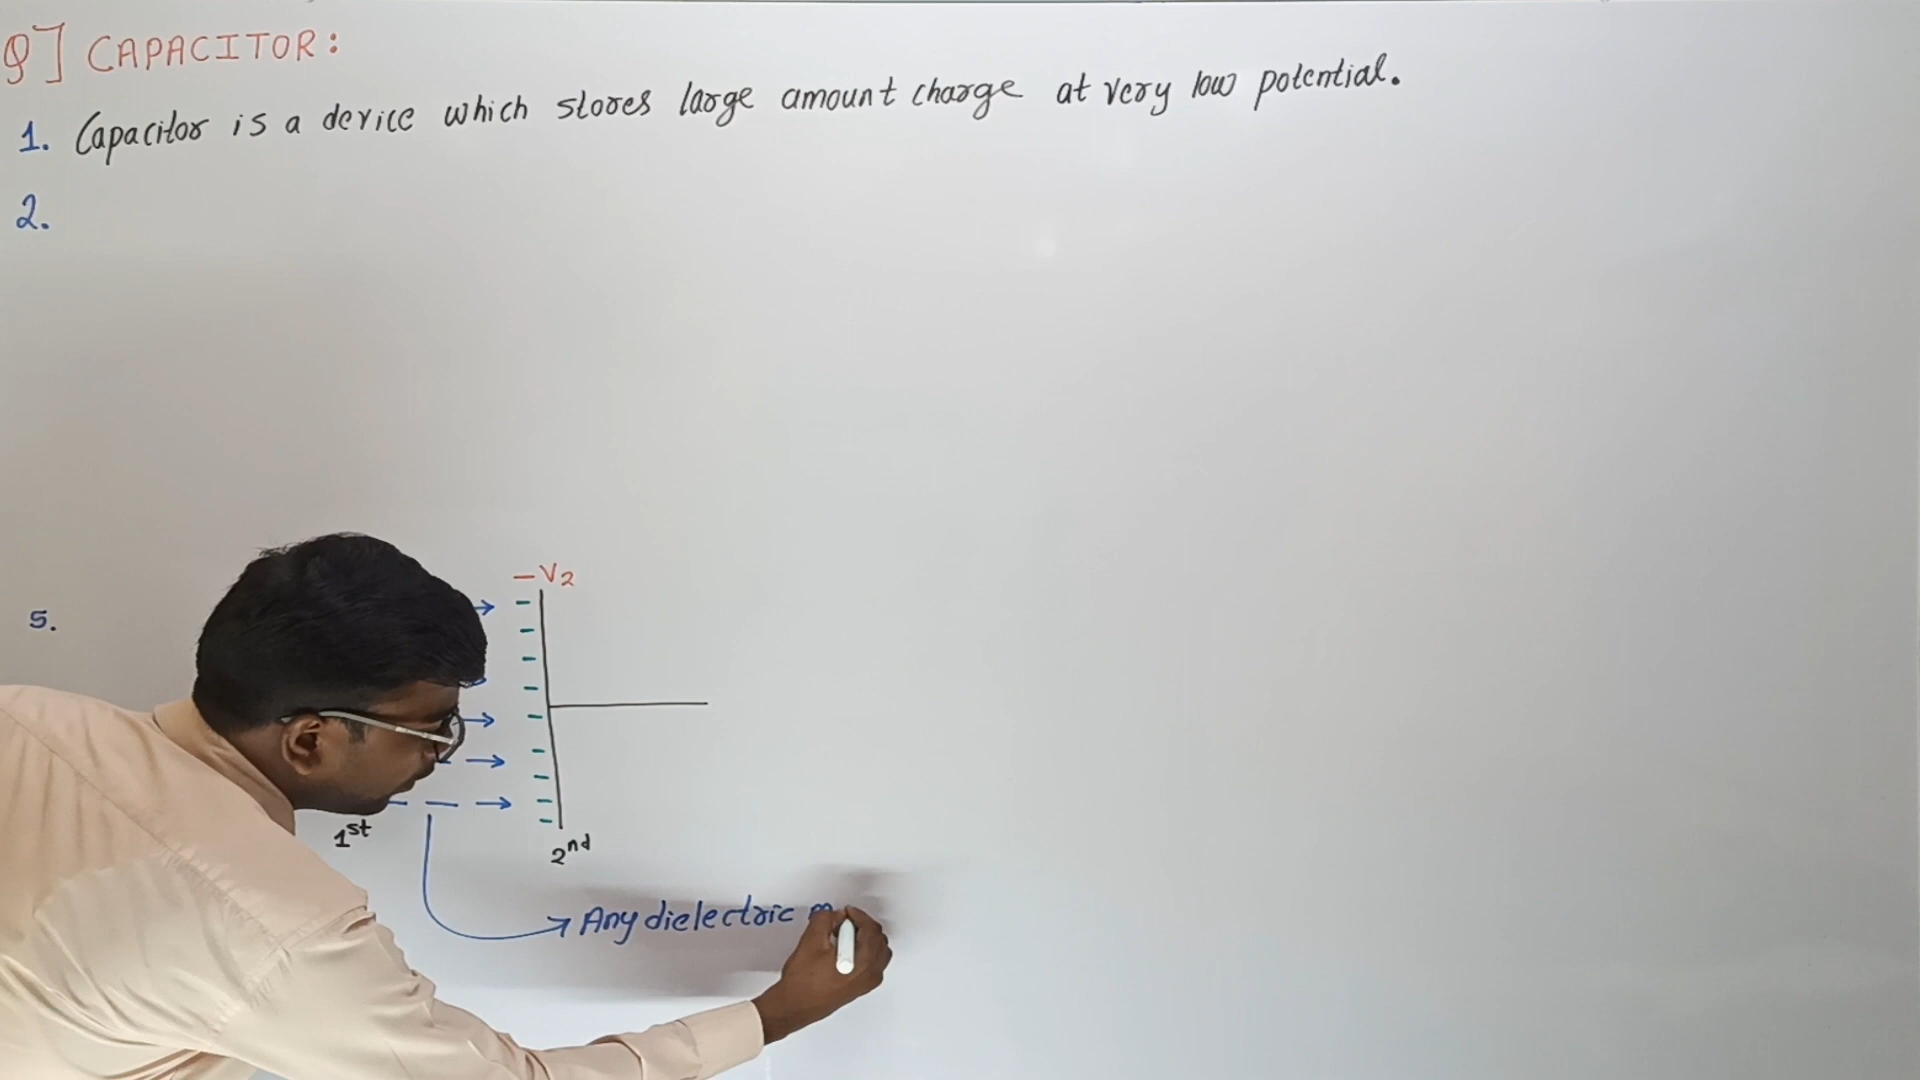 Q] CAPACITOR:
1. Capacitor is a device which stores large amount charge at very low potential.
2.
5.
-V2
1st
2nd
Any dielectric